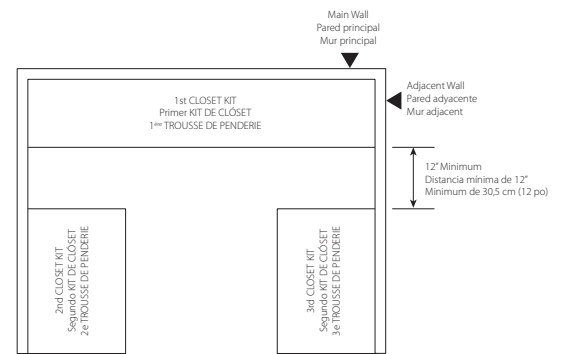 Main Wall
Pared principal
Mur principal
Adjacent Wall
Pared adyacente
Mur adjacent
1st CLOSET KIT
Primer KIT DE CLÓSET
1ère TROUSSE DE PENDERIE
12" Minimum
Distancia mínima de 12"
Minimum de 30,5 cm (12 po)
2nd CLOSET KIT
Segundo KIT DE CLÓSET
2e TROUSSE DE PENDERIE
3rd CLOSET KIT
Segundo KIT DE CLÓSET
3e TROUSSE DE PENDERIE